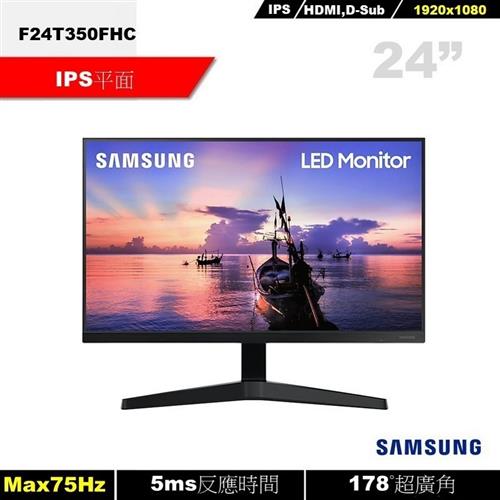 F24T350FHC
IPS HDMI,D-Sub 1920x1080
IPS平面
24”
SAMSUNG
LED Monitor
SAMSUNG
Max75Hz
5ms反應時間
178°超廣角